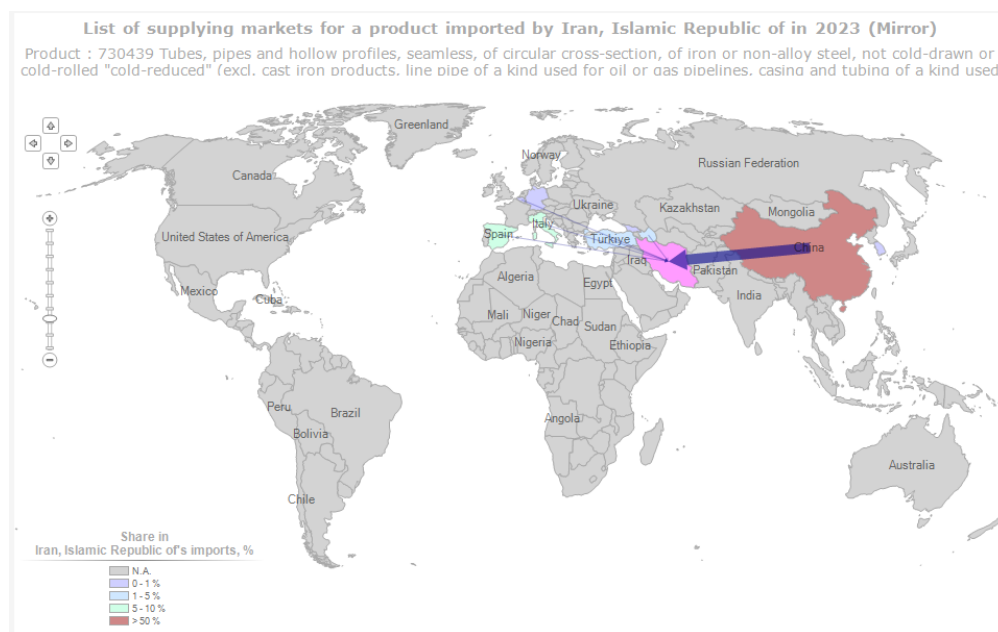 List of supplying markets for a product imported by Iran, Islamic Republic of in 2023 (Mirror)
Product : 730439 Tubes, pipes and hollow profiles, seamless, of circular cross-section, of iron or non-alloy steel, not cold-drawn or
cold-rolled "cold-reduced" (excl. cast iron products, line pipe of a kind used for oil or gas pipelines, casing and tubing of a kind used
Greenland
Norway
Russian Federation
Canada
Ukraine
Kazakhstan
Mongolia
United States of America
Spain
Italy
Türkiye
China
Iraq
Pakistan
Mexico
Cuba
Algeria
Egypt
India
Mali
Niger
Chad
Sudan
Nigeria
Ethiopia
Peru
Brazil
Angola
Bolivia
Australia
Chile
Share in
Iran, Islamic Republic of's imports, %
N.A.
0 - 1 %
1 - 5 %
5 - 10 %
> 50 %